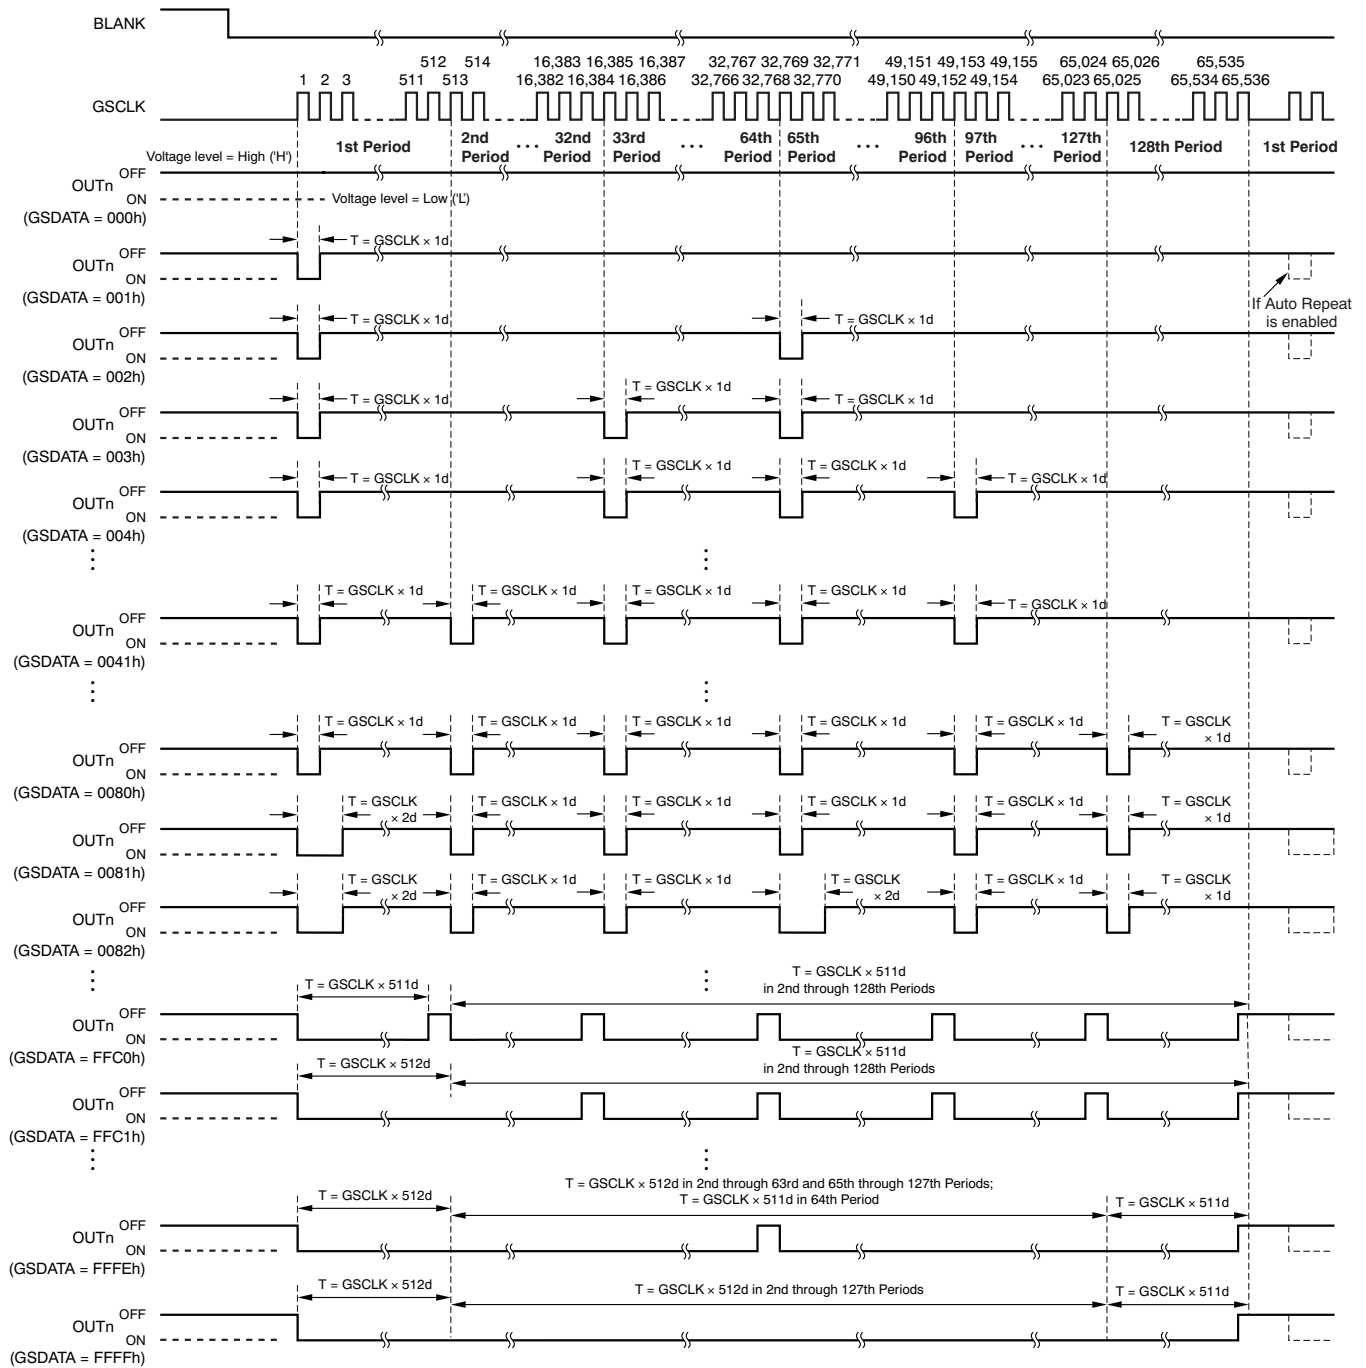 BLANK
512 514 16,383 16,385 16,387 32,767 32,769 32,771 49,151 49,153 49,155 65,024 65,026 65,535
1 2 3 511 513 16,382 16,384 16,386 32,766 32,768 32,770 49,150 49,152 49,154 65,023 65,025 65,534 65,536
GSCLK
1st Period 2nd Period ... 32nd Period 33rd Period ... 64th Period 65th Period ... 96th Period 97th Period ... 127th Period 128th Period 1st Period
Voltage level = High ('H')
OFF
OUTn
ON
Voltage level = Low ('L')
(GSDATA = 000h)
T = GSCLK × 1d
OFF
OUTn
ON
(GSDATA = 001h)
If Auto Repeat
is enabled
T = GSCLK × 1d T = GSCLK × 1d
OFF
OUTn
ON
(GSDATA = 002h)
T = GSCLK × 1d T = GSCLK × 1d T = GSCLK × 1d
OFF
OUTn
ON
(GSDATA = 003h)
T = GSCLK × 1d T = GSCLK × 1d T = GSCLK × 1d T = GSCLK × 1d
OFF
OUTn
ON
(GSDATA = 004h)
T = GSCLK × 1d T = GSCLK × 1d T = GSCLK × 1d T = GSCLK × 1d T = GSCLK × 1d
OFF
OUTn
ON
(GSDATA = 0041h)
T = GSCLK × 1d T = GSCLK × 1d T = GSCLK × 1d T = GSCLK × 1d T = GSCLK × 1d T = GSCLK × 1d
OFF
OUTn
ON
(GSDATA = 0080h)
T = GSCLK × 2d T = GSCLK × 1d T = GSCLK × 1d T = GSCLK × 1d T = GSCLK × 1d T = GSCLK × 1d
OFF
OUTn
ON
(GSDATA = 0081h)
T = GSCLK × 2d T = GSCLK × 1d T = GSCLK × 1d T = GSCLK × 2d T = GSCLK × 1d T = GSCLK × 1d
OFF
OUTn
ON
(GSDATA = 0082h)
T = GSCLK × 511d
T = GSCLK × 511d
in 2nd through 128th Periods
OFF
OUTn
ON
(GSDATA = FFC0h)
T = GSCLK × 512d
T = GSCLK × 511d
in 2nd through 128th Periods
OFF
OUTn
ON
(GSDATA = FFC1h)
T = GSCLK × 512d
T = GSCLK × 512d in 2nd through 63rd and 65th through 127th Periods;
T = GSCLK × 511d in 64th Period
T = GSCLK × 511d
OFF
OUTn
ON
(GSDATA = FFFEh)
T = GSCLK × 512d T = GSCLK × 512d in 2nd through 127th Periods T = GSCLK × 511d
OFF
OUTn
ON
(GSDATA = FFFFh)